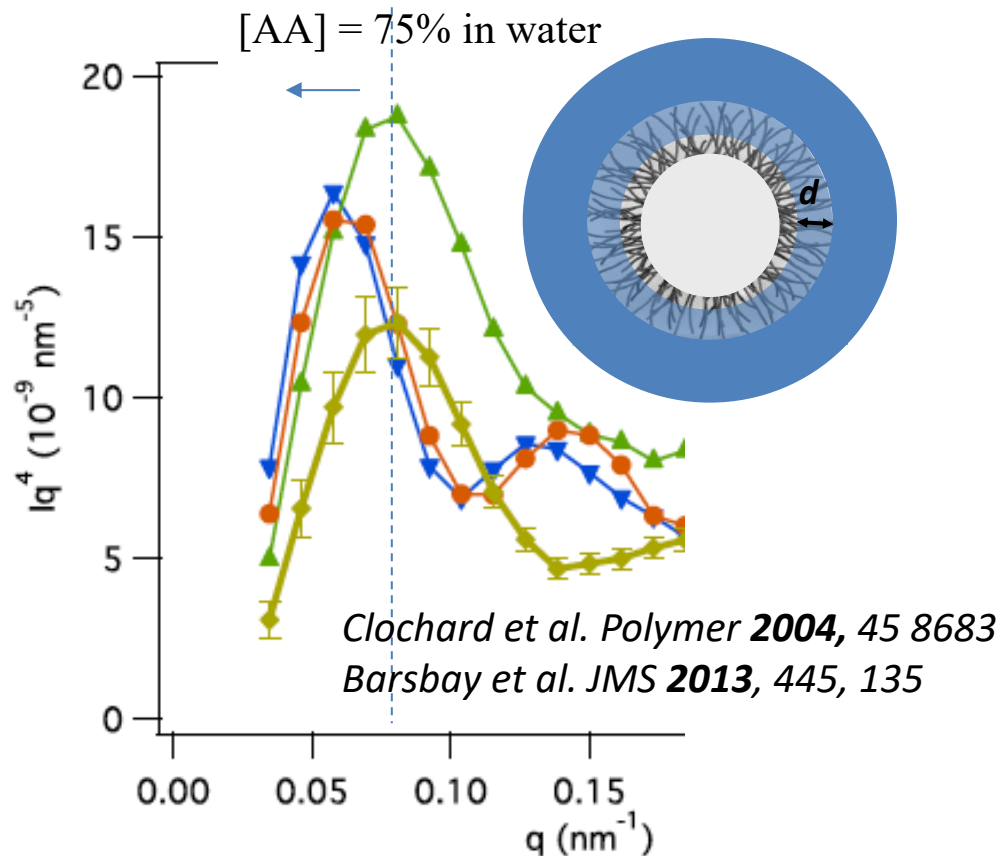 [AA] = 75% in water
20
15
10
5
0
Iq⁴ (10⁻⁹ nm⁻⁵)
d
Clochard et al. Polymer 2004, 45 8683
Barsbay et al. JMS 2013, 445, 135
0.00 0.05 0.10 0.15
q (nm⁻¹)